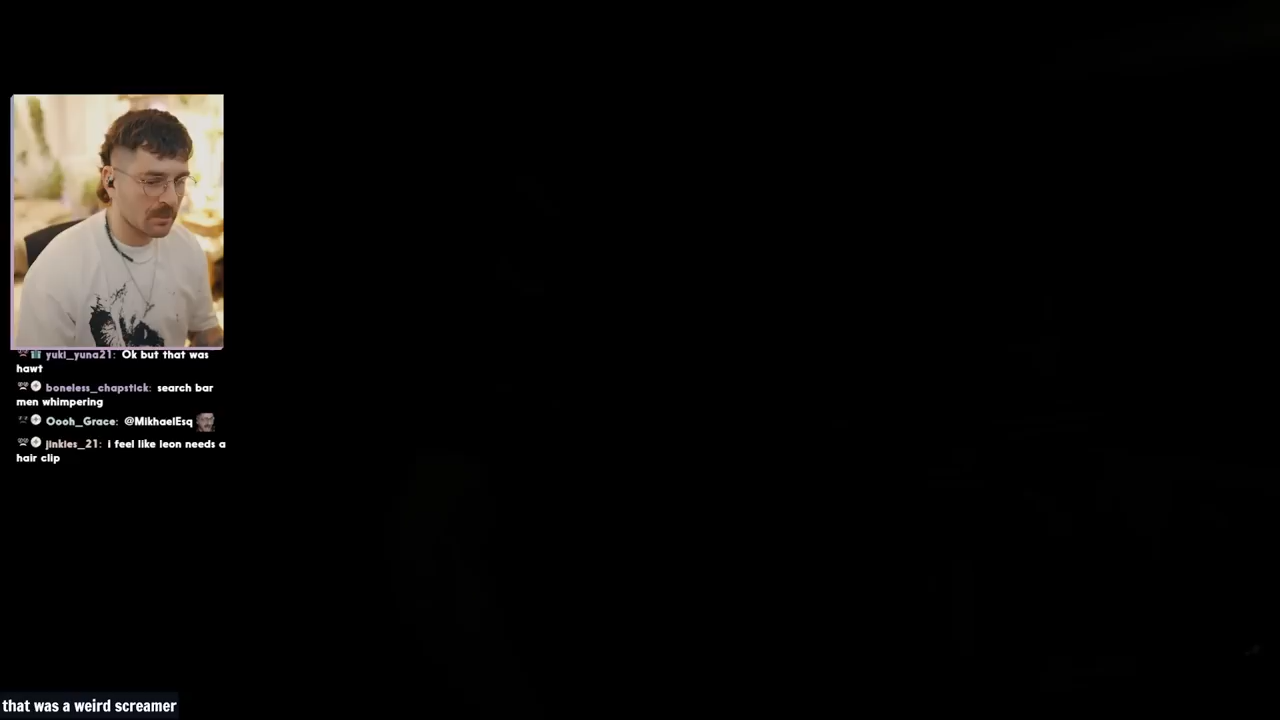 yuki_yuna21: Ok but that was
hawt
boneless_chapstick: search bar
men whimpering
Oooh_Grace: @MikhaelEsq
jinkies_21: i feel like leon needs a
hair clip
that was a weird screamer